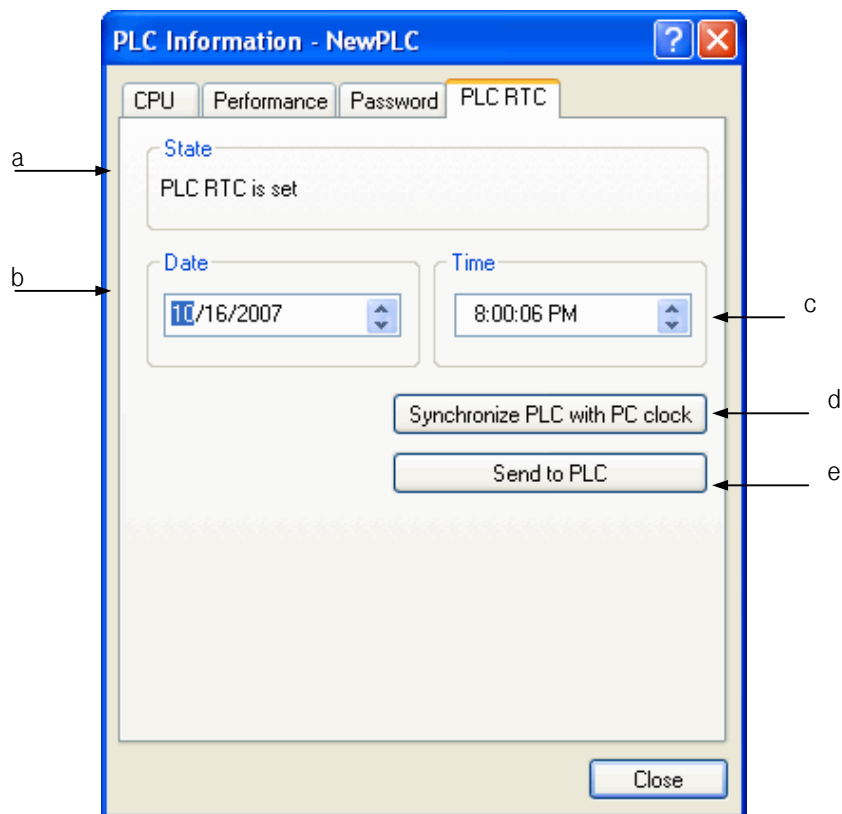 PLC Information - NewPLC
CPU Performance Password PLC RTC
a
State
PLC RTC is set
b
Date
10/16/2007
Time
8:00:06 PM
c
Synchronize PLC with PC clock
d
Send to PLC
e
Close